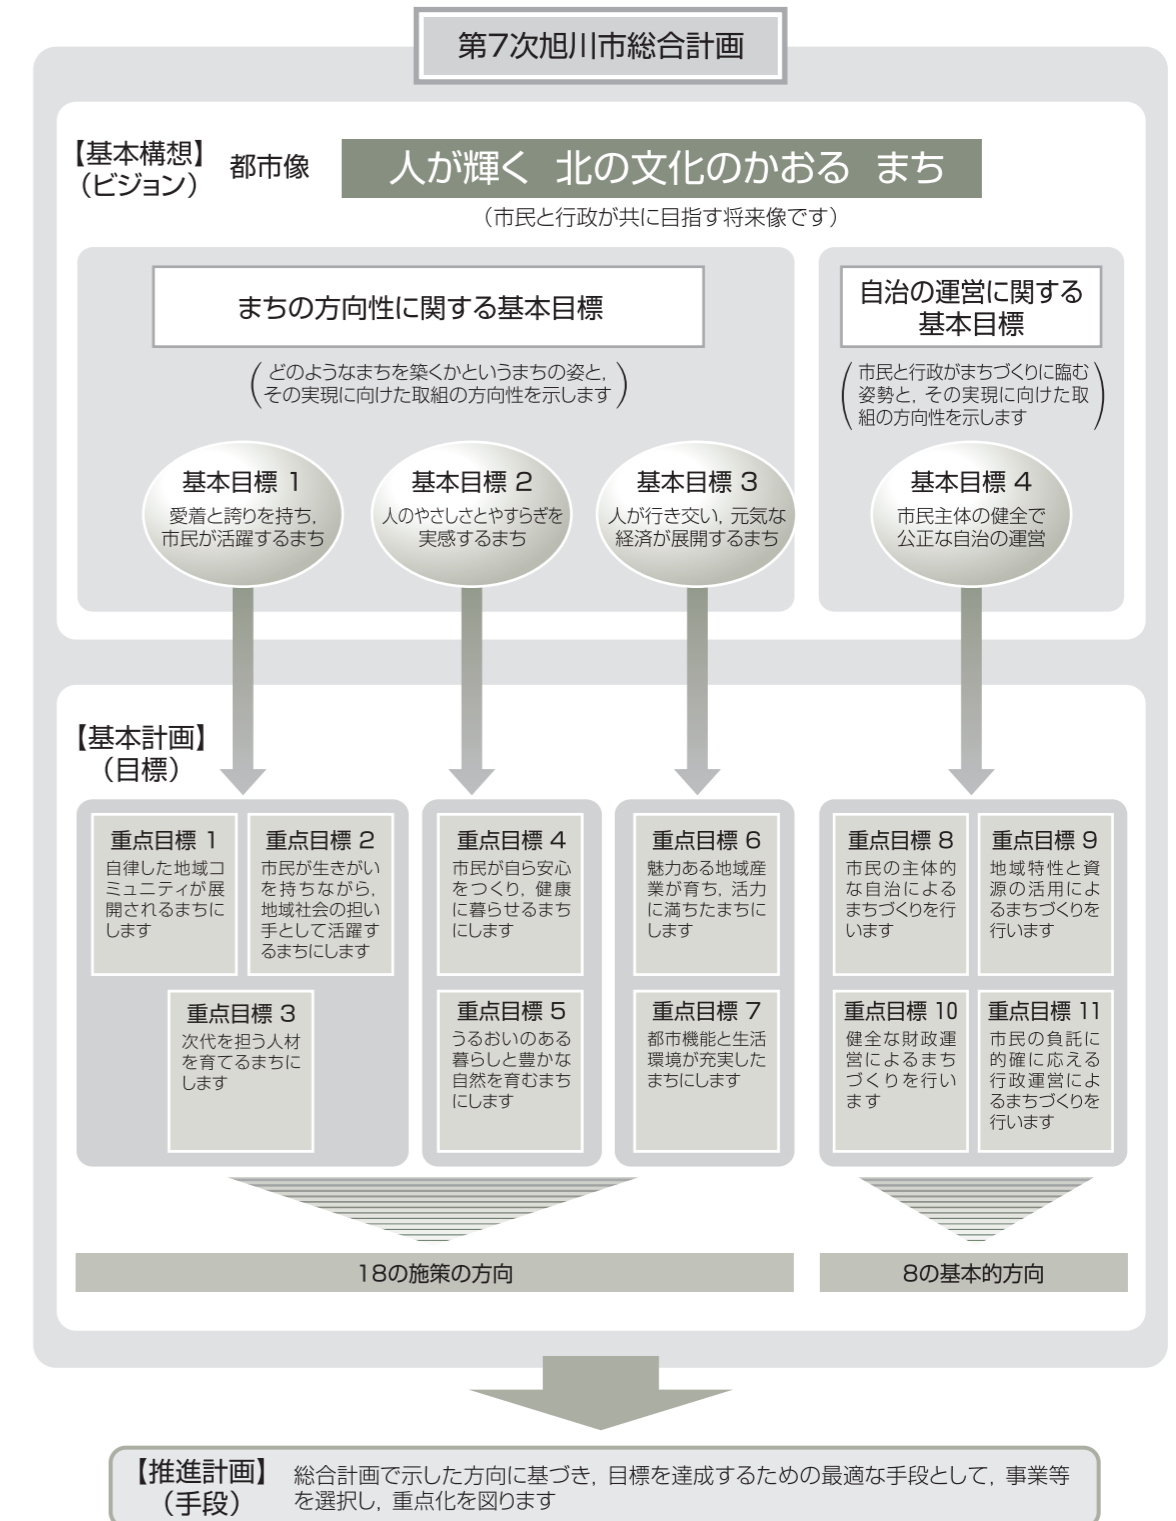 第7次旭川市総合計画
【基本構想】
（ビジョン）
都市像
人が輝く 北の文化のかおる まち
（市民と行政が共に目指す将来像です）
まちの方向性に関する基本目標
どのようなまちを築くかというまちの姿と，
その実現に向けた取組の方向性を示します
自治の運営に関する
基本目標
市民と行政がまちづくりに臨む
姿勢と，その実現に向けた取
組の方向性を示します
基本目標 1
愛着と誇りを持ち，
市民が活躍するまち
基本目標 2
人のやさしさとやすらぎを
実感するまち
基本目標 3
人が行き交い，元気な
経済が展開するまち
基本目標 4
市民主体の健全で
公正な自治の運営
【基本計画】
（目標）
重点目標 1
自律した地域コ
ミュニティが展
開されるまちに
します
重点目標 2
市民が生きがい
を持ちながら，
地域社会の担い
手として活躍す
るまちにします
重点目標 3
次代を担う人材
を育てるまちに
します
重点目標 4
市民が自ら安心
をつくり，健康
に暮らせるまち
にします
重点目標 5
うるおいのある
暮らしと豊かな
自然を育むまち
にします
重点目標 6
魅力ある地域産
業が育ち，活力
に満ちたまちに
します
重点目標 7
都市機能と生活
環境が充実した
まちにします
重点目標 8
市民の主体的
な自治による
まちづくりを行
います
重点目標 9
地域特性と資
源の活用によ
るまちづくりを
行います
重点目標 10
健全な財政運
営によるまち
づくりを行い
ます
重点目標 11
市民の負託に
的確に応える
行政運営によ
るまちづくりを
行います
18の施策の方向
8の基本的方向
【推進計画】
（手段）
総合計画で示した方向に基づき，目標を達成するための最適な手段として，事業等
を選択し，重点化を図ります